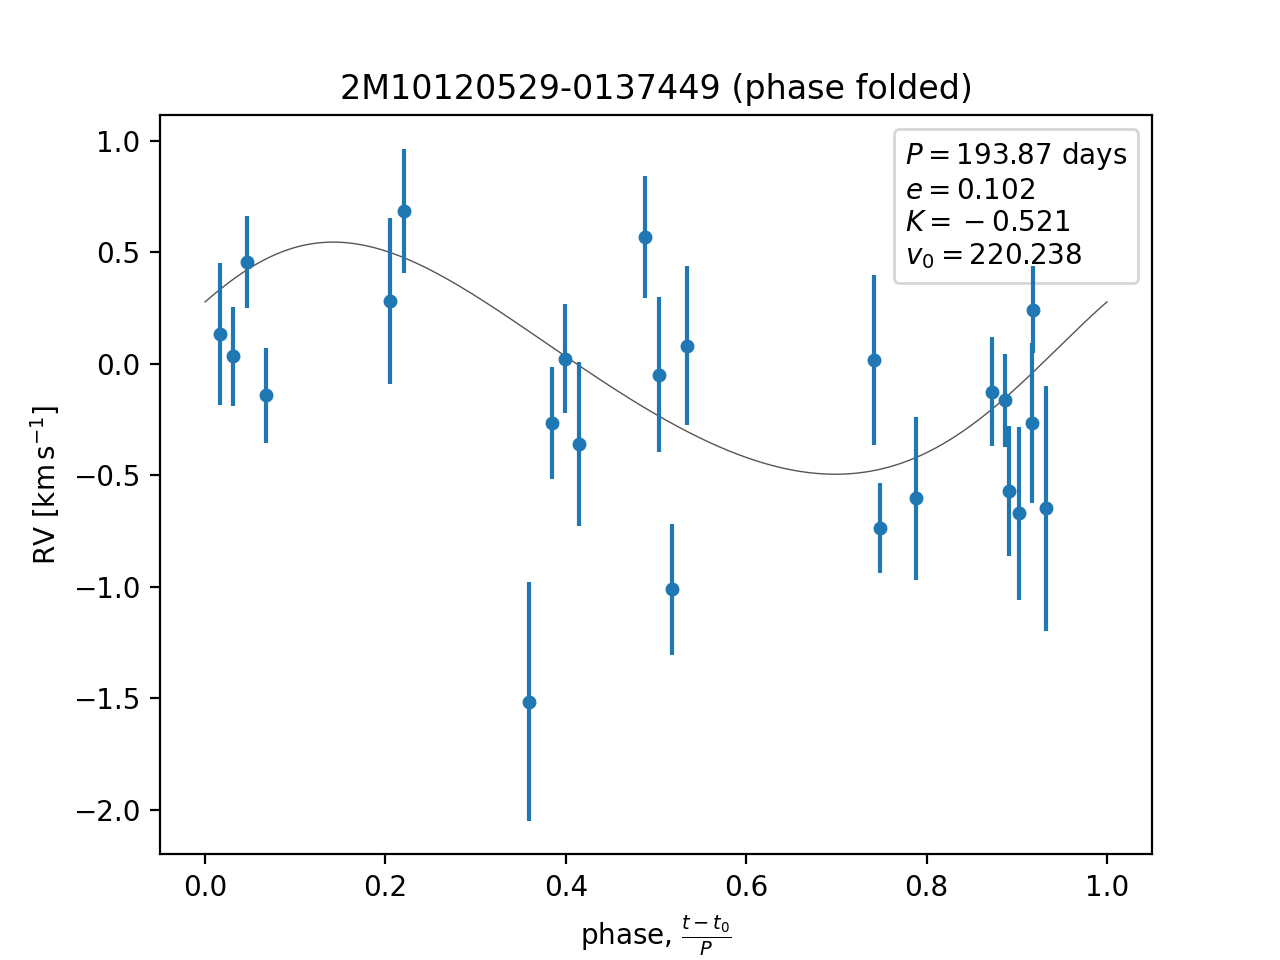 2M10120529-0137449 (phase folded)
P = 193.87 days
e = 0.102
K = −0.521
v₀ = 220.238
1.0
0.5
0.0
−0.5
−1.0
−1.5
−2.0
RV [km s⁻¹]
0.0 0.2 0.4 0.6 0.8 1.0
phase, (t − t₀)/P